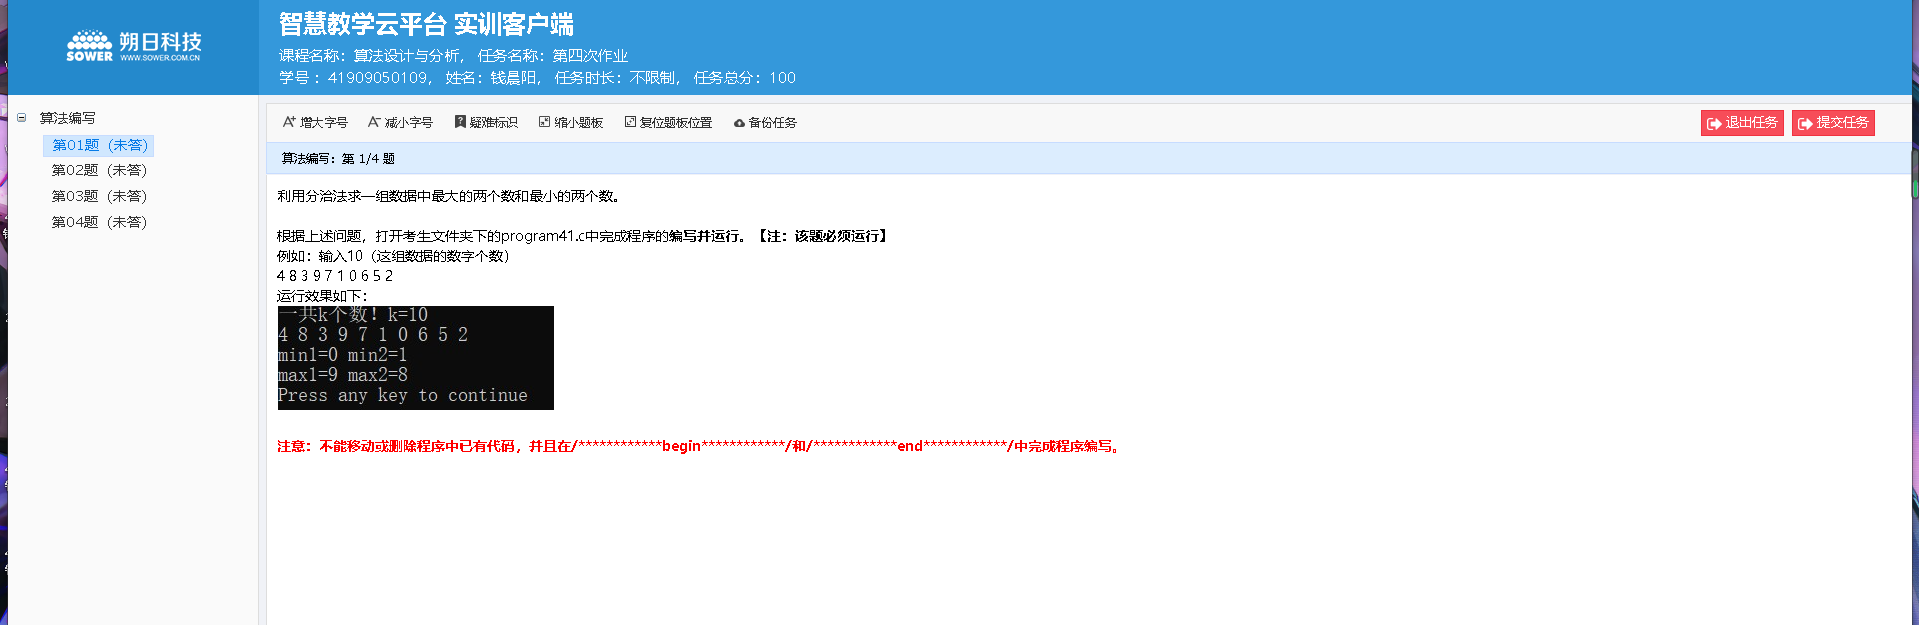 朔日科技
SOWER WWW.SOWER.COM.CN
智慧教学云平台 实训客户端
课程名称：算法设计与分析， 任务名称：第四次作业
学号 ：41909050109， 姓名：钱晨阳， 任务时长：不限制， 任务总分：100
算法编写
第01题 (未答)
第02题 (未答)
第03题 (未答)
第04题 (未答)
A+ 增大字号 A- 减小字号 疑难标识 缩小题板 复位题板位置 备份任务 退出任务 提交任务
算法编写：第 1/4 题
利用分治法求一组数据中最大的两个数和最小的两个数。
根据上述问题，打开考生文件夹下的program41.c中完成程序的编写并运行。【注：该题必须运行】
例如：输入10（这组数据的数字个数）
4 8 3 9 7 1 0 6 5 2
运行效果如下：
一共k个数！k=10
4 8 3 9 7 1 0 6 5 2
min1=0 min2=1
max1=9 max2=8
Press any key to continue
注意：不能移动或删除程序中已有代码，并且在/************begin************/和/************end************/中完成程序编写。